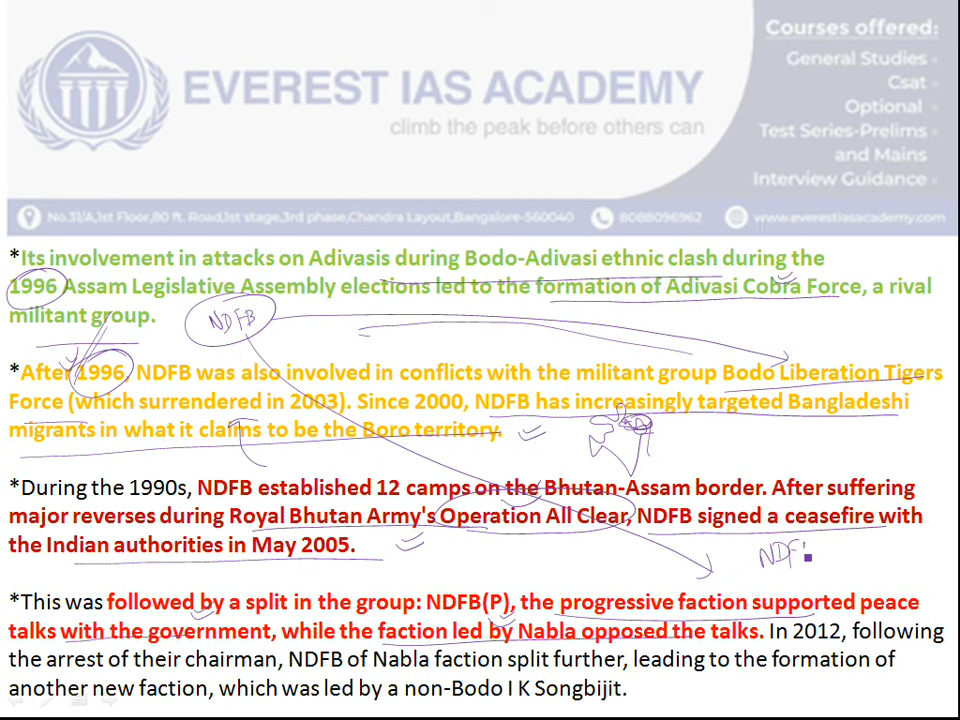 Courses offered:
General Studies
Csat
EVEREST IAS ACADEMY
Optional
climb the peak before others can
Test Series-Prelims
and Mains
Interview Guidance
No.31/A,1st Floor,80 ft. Road,1st stage,3rd phase,Chandra Layout,Bangalore-560040 8088096962 www.everestiasacademy.com
*Its involvement in attacks on Adivasis during Bodo-Adivasi ethnic clash during the
1996 Assam Legislative Assembly elections led to the formation of Adivasi Cobra Force, a rival
militant group.
NDFB
*After 1996, NDFB was also involved in conflicts with the militant group Bodo Liberation Tigers
Force (which surrendered in 2003). Since 2000, NDFB has increasingly targeted Bangladeshi
migrants in what it claims to be the Boro territory.
*During the 1990s, NDFB established 12 camps on the Bhutan-Assam border. After suffering
major reverses during Royal Bhutan Army's Operation All Clear, NDFB signed a ceasefire with
the Indian authorities in May 2005.
NDF
*This was followed by a split in the group: NDFB(P), the progressive faction supported peace
talks with the government, while the faction led by Nabla opposed the talks. In 2012, following
the arrest of their chairman, NDFB of Nabla faction split further, leading to the formation of
another new faction, which was led by a non-Bodo I K Songbijit.